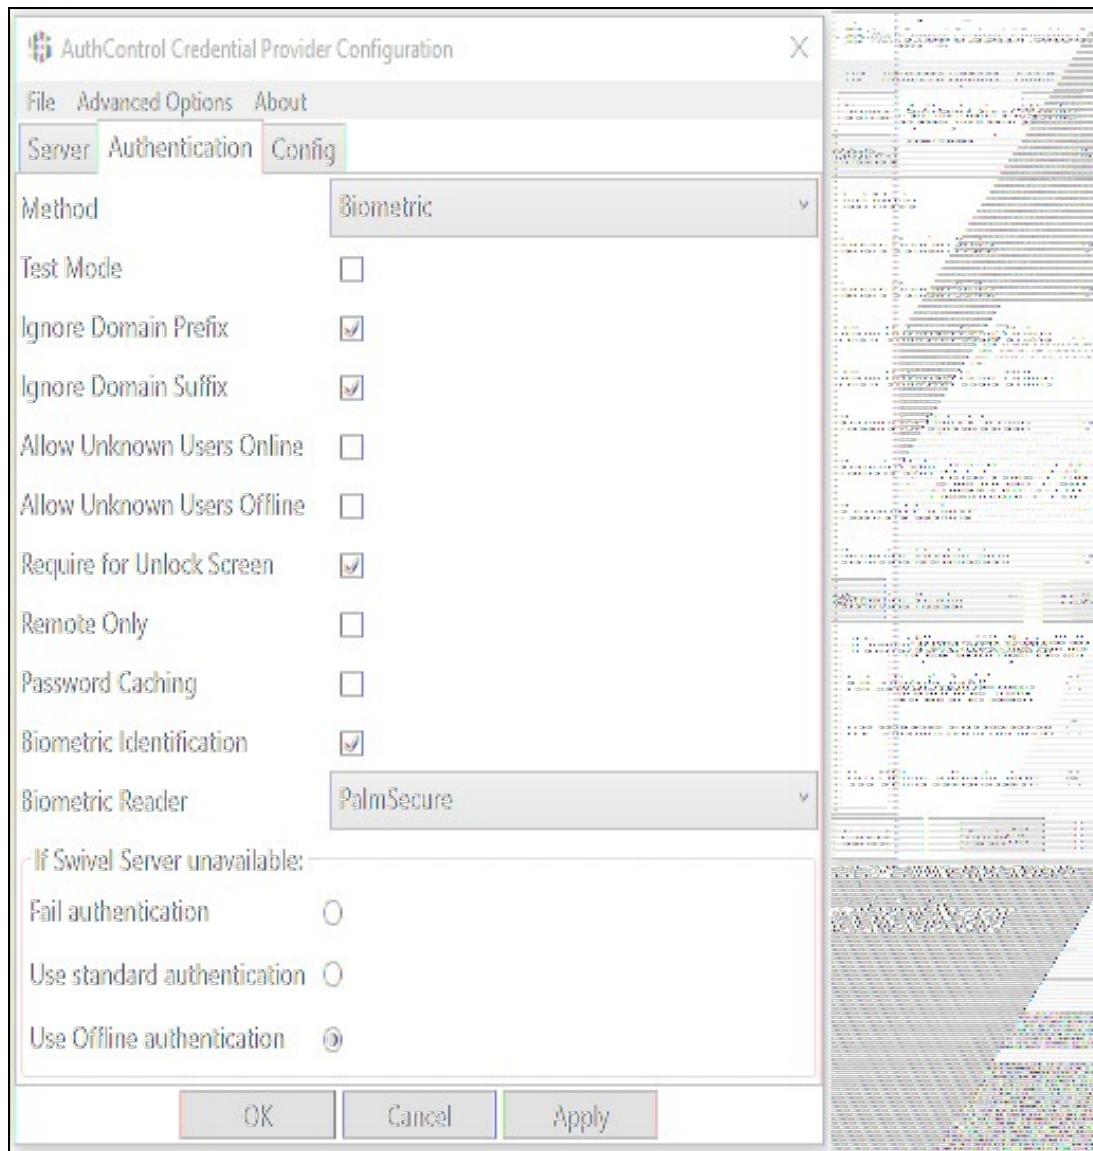 AuthControl Credential Provider Configuration
File Advanced Options About
Server Authentication Config
Method Biometric
Test Mode
Ignore Domain Prefix
Ignore Domain Suffix
Allow Unknown Users Online
Allow Unknown Users Offline
Require for Unlock Screen
Remote Only
Password Caching
Biometric Identification
Biometric Reader PalmSecure
If Swivel Server unavailable:
Fail authentication
Use standard authentication
Use Offline authentication
OK Cancel Apply